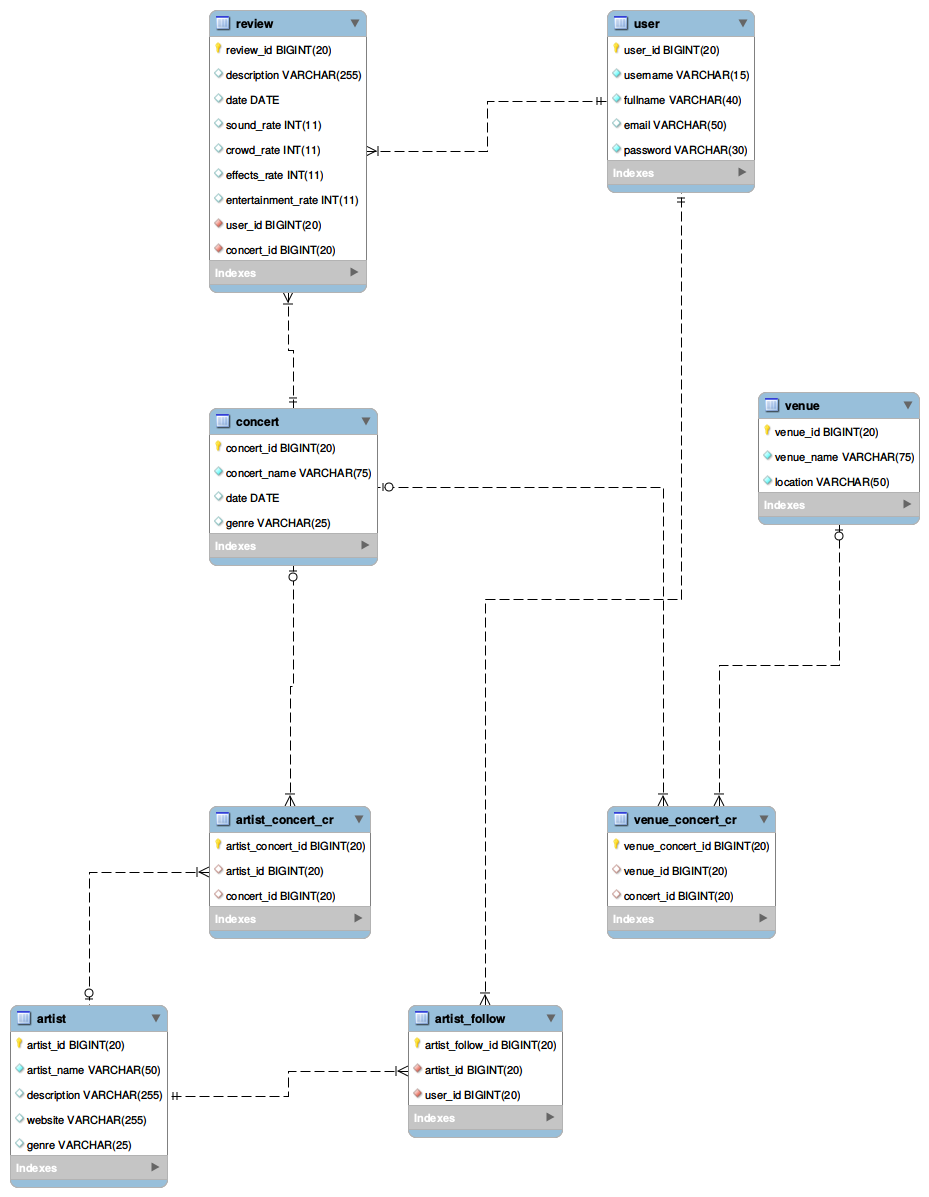 review
review_id BIGINT(20)
description VARCHAR(255)
date DATE
sound_rate INT(11)
crowd_rate INT(11)
effects_rate INT(11)
entertainment_rate INT(11)
user_id BIGINT(20)
concert_id BIGINT(20)
Indexes
user
user_id BIGINT(20)
username VARCHAR(15)
fullname VARCHAR(40)
email VARCHAR(50)
password VARCHAR(30)
Indexes
concert
concert_id BIGINT(20)
concert_name VARCHAR(75)
date DATE
genre VARCHAR(25)
Indexes
venue
venue_id BIGINT(20)
venue_name VARCHAR(75)
location VARCHAR(50)
Indexes
artist_concert_cr
artist_concert_id BIGINT(20)
artist_id BIGINT(20)
concert_id BIGINT(20)
Indexes
venue_concert_cr
venue_concert_id BIGINT(20)
venue_id BIGINT(20)
concert_id BIGINT(20)
Indexes
artist
artist_id BIGINT(20)
artist_name VARCHAR(50)
description VARCHAR(255)
website VARCHAR(255)
genre VARCHAR(25)
Indexes
artist_follow
artist_follow_id BIGINT(20)
artist_id BIGINT(20)
user_id BIGINT(20)
Indexes